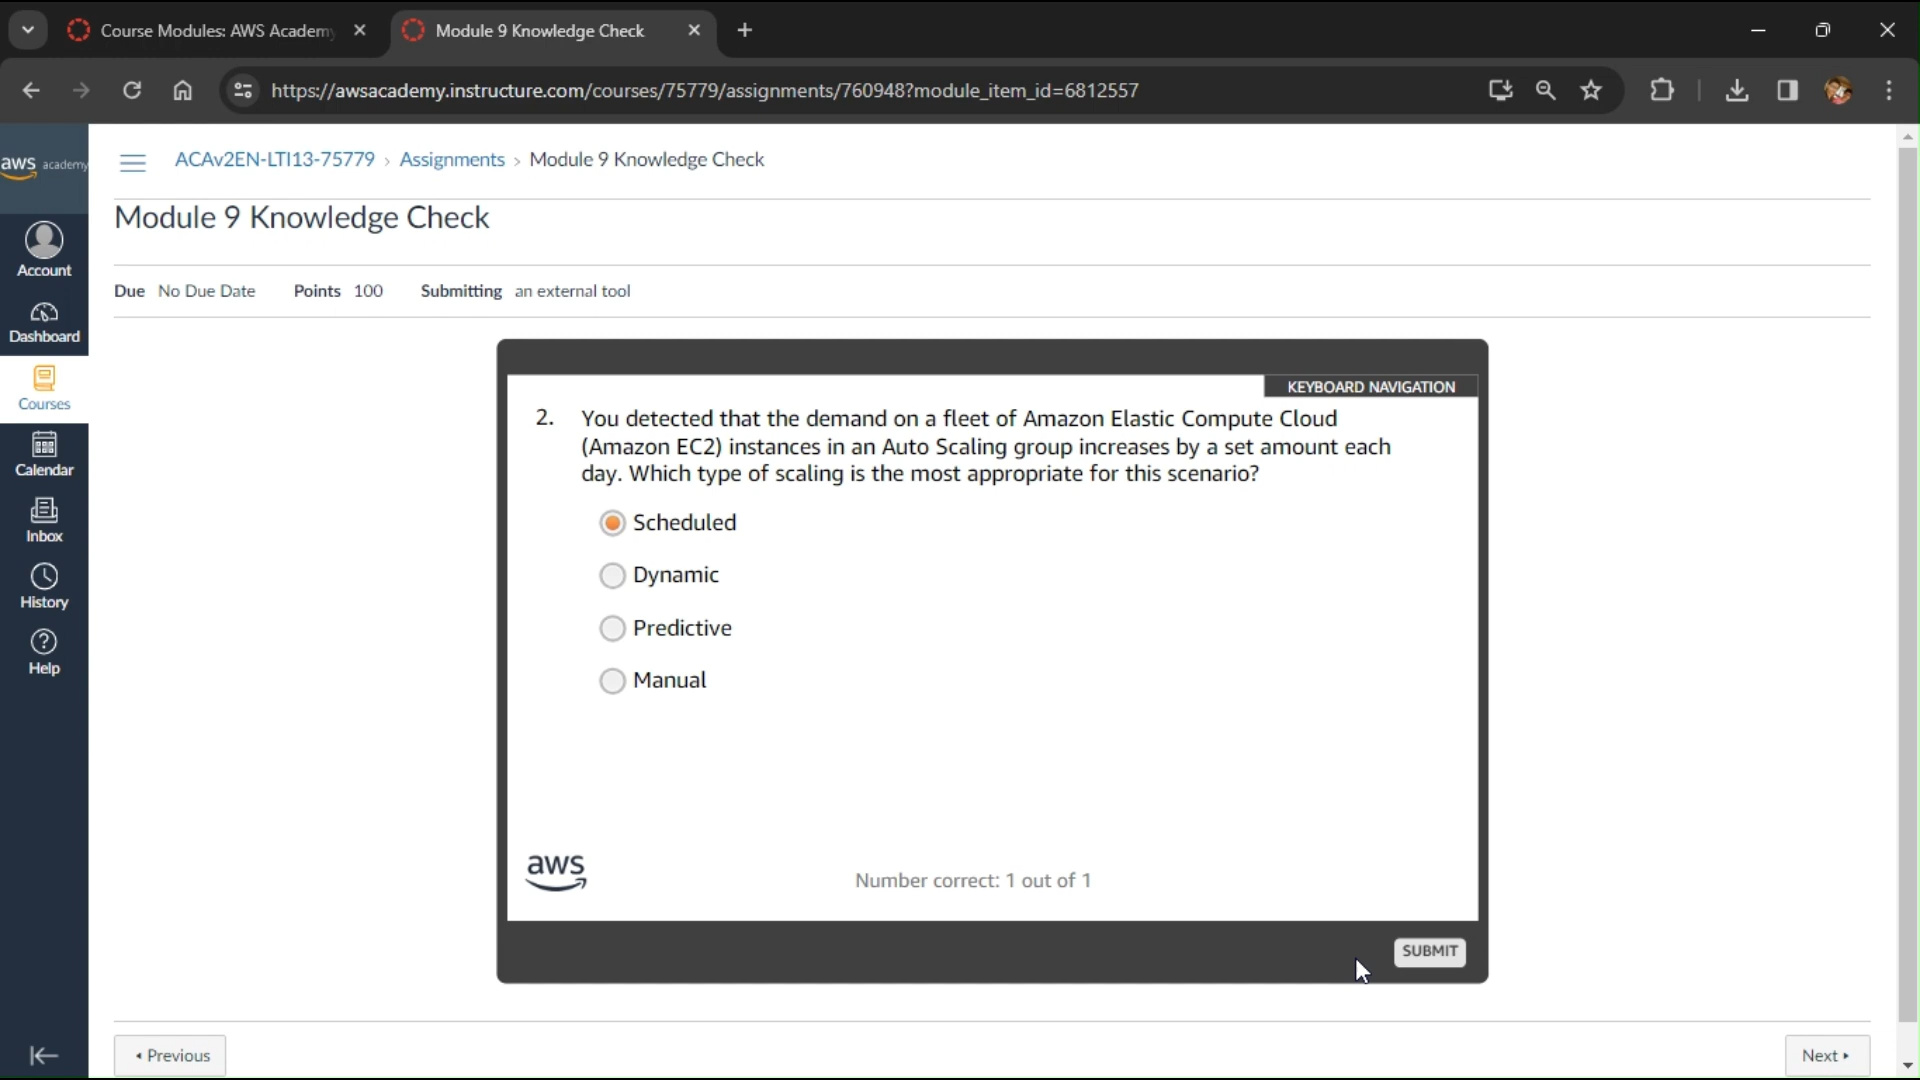 Course Modules: AWS Academy
Module 9 Knowledge Check
https://awsacademy.instructure.com/courses/75779/assignments/760948?module_item_id=6812557
aws academy
ACAv2EN-LTI13-75779 › Assignments › Module 9 Knowledge Check
Module 9 Knowledge Check
Due No Due Date Points 100 Submitting an external tool
Account
Dashboard
Courses
Calendar
Inbox
History
Help
KEYBOARD NAVIGATION
2. You detected that the demand on a fleet of Amazon Elastic Compute Cloud
(Amazon EC2) instances in an Auto Scaling group increases by a set amount each
day. Which type of scaling is the most appropriate for this scenario?
Scheduled
Dynamic
Predictive
Manual
aws
Number correct: 1 out of 1
SUBMIT
Previous
Next